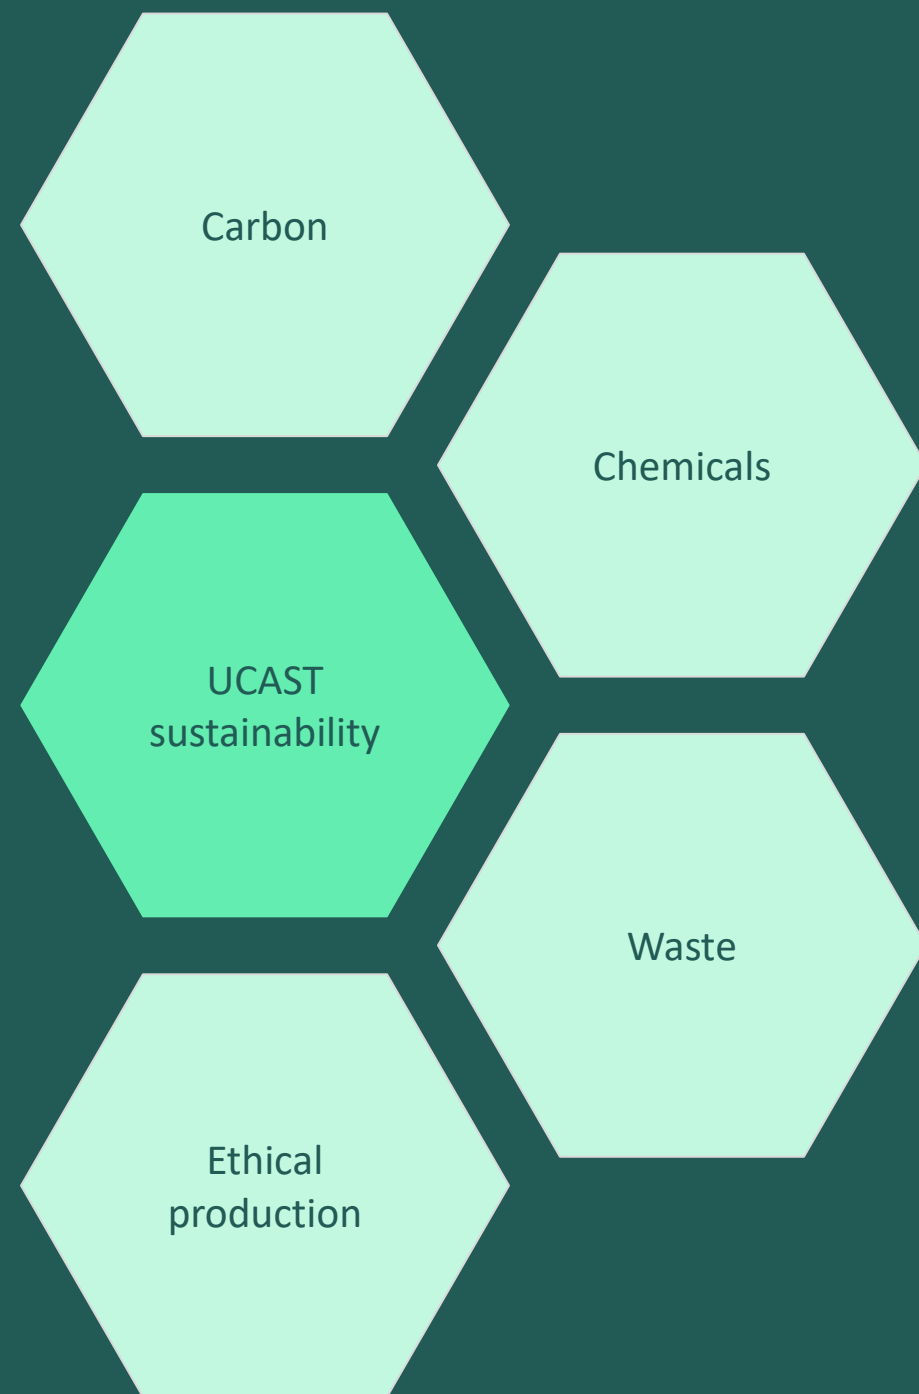 Carbon
Chemicals
UCAST
sustainability
Waste
Ethical
production